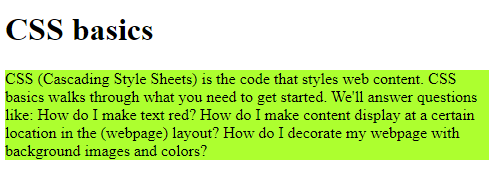 CSS basics
CSS (Cascading Style Sheets) is the code that styles web content. CSS
basics walks through what you need to get started. We'll answer questions
like: How do I make text red? How do I make content display at a certain
location in the (webpage) layout? How do I decorate my webpage with
background images and colors?